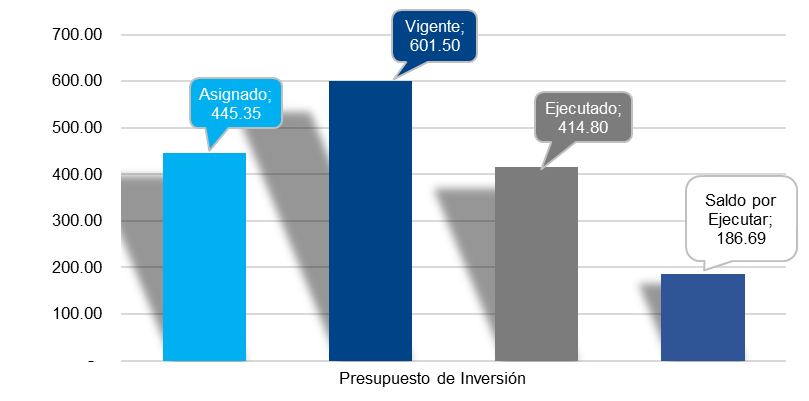 700.00
600.00
500.00
400.00
300.00
200.00
100.00
-
Asignado;
445.35
Vigente;
601.50
Ejecutado;
414.80
Saldo por
Ejecutar;
186.69
Presupuesto de Inversión